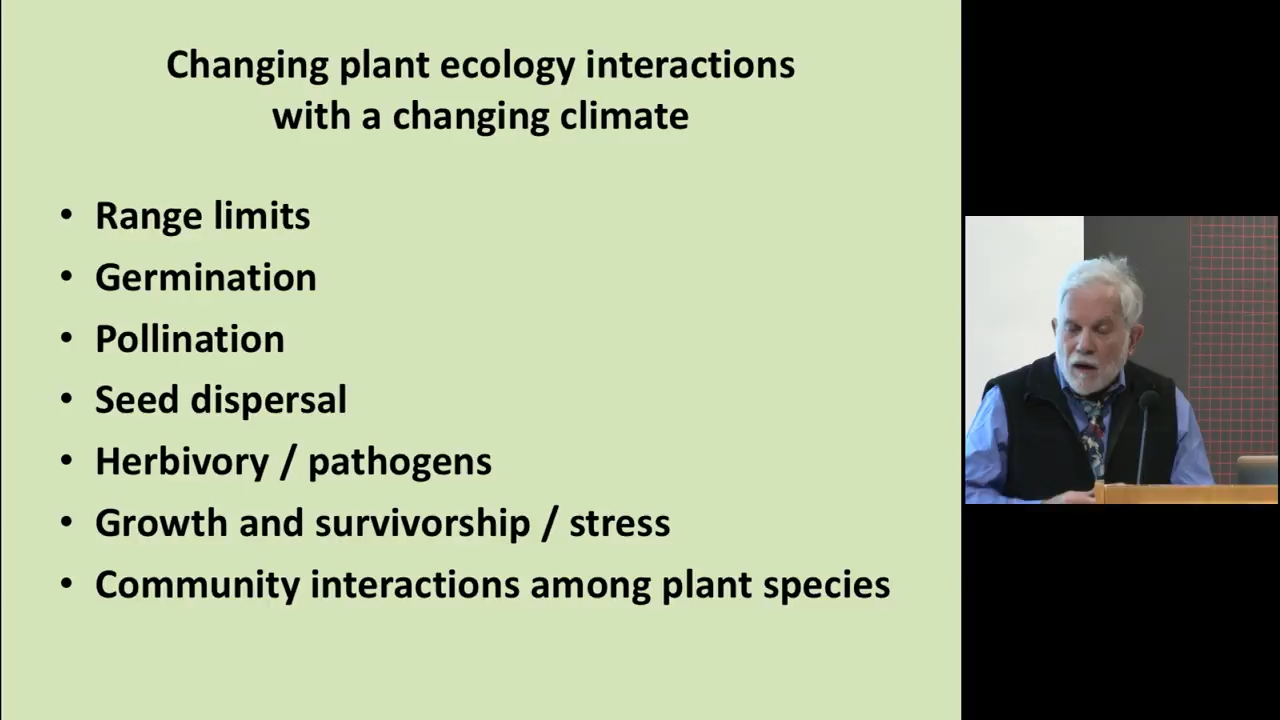 Changing plant ecology interactions
with a changing climate
• Range limits
• Germination
• Pollination
• Seed dispersal
• Herbivory / pathogens
• Growth and survivorship / stress
• Community interactions among plant species